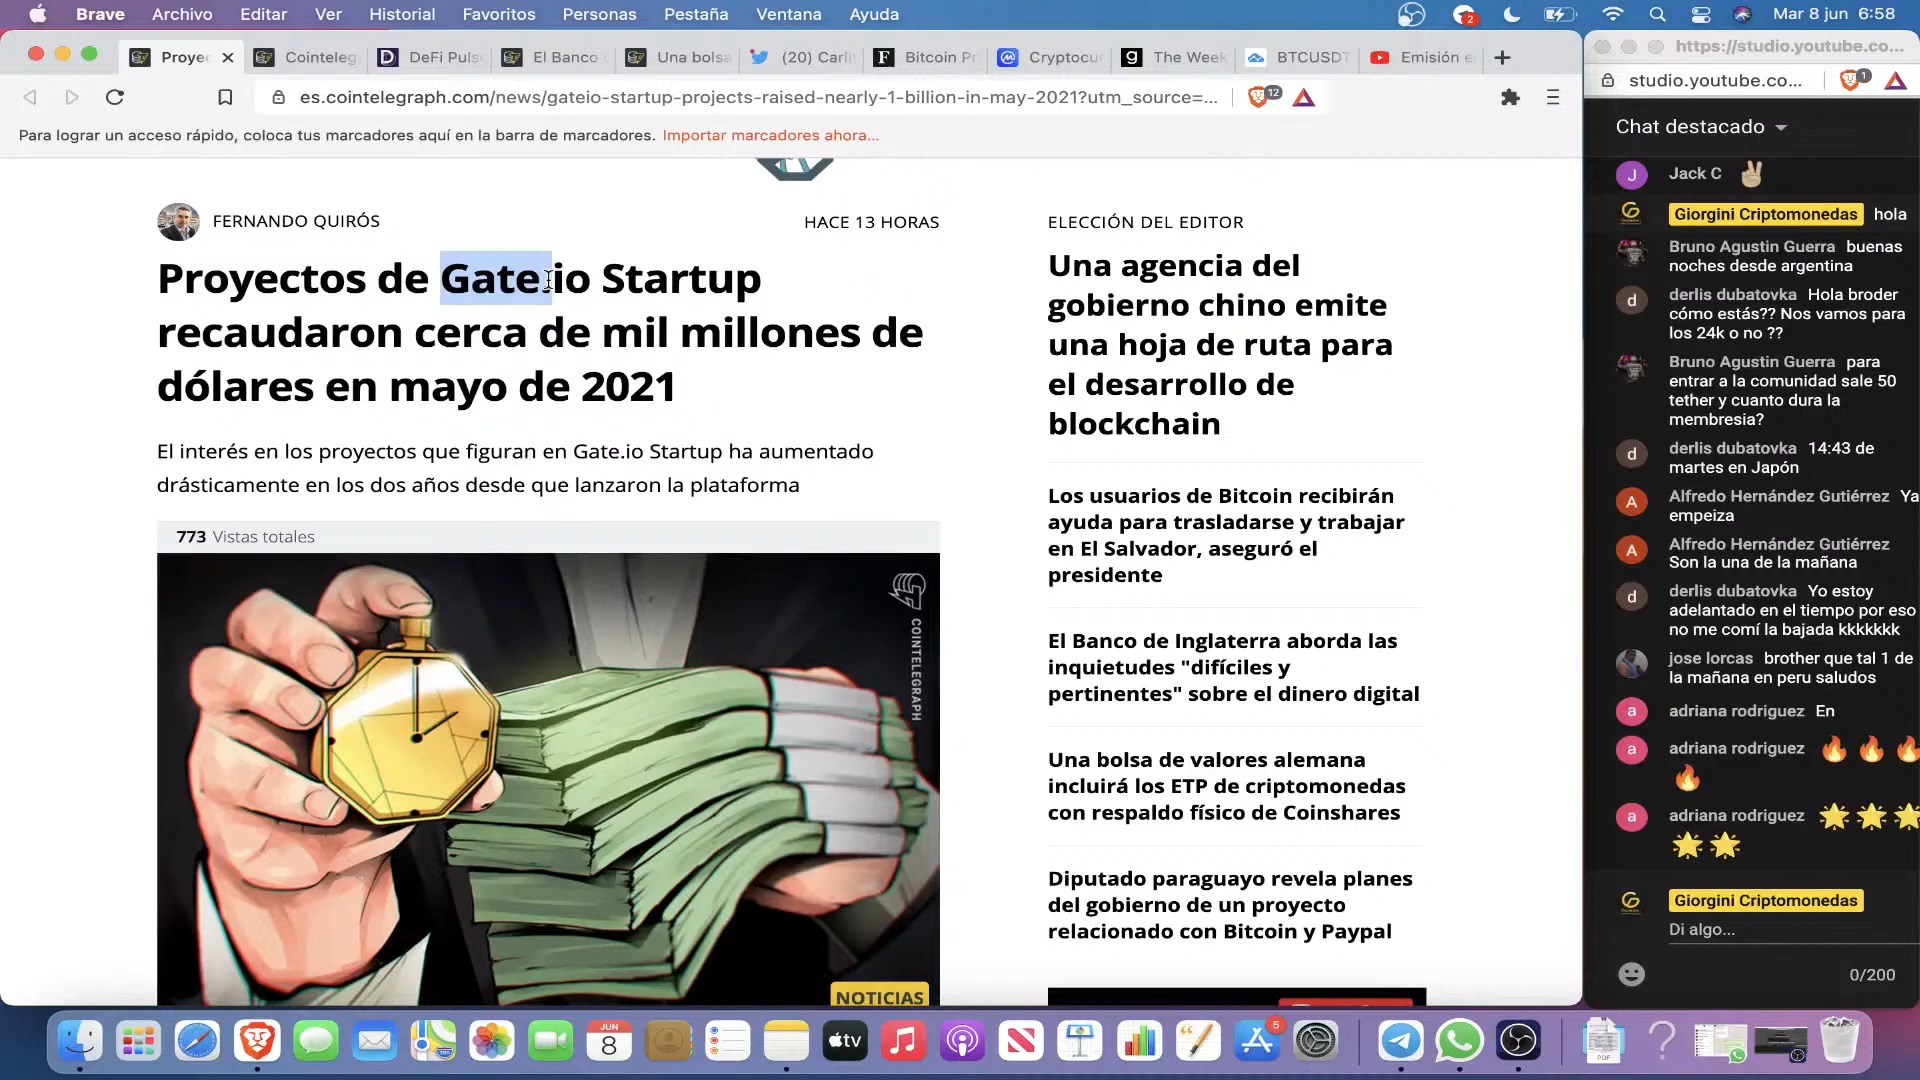 Brave Archivo Editar Ver Historial Favoritos Personas Pestaña Ventana Ayuda
2
Mar 8 jun 6:58
Proyec
Cointeleg
DeFi Puls
El Banco
Una bolsa
(20) Carli
Bitcoin Pr
Cryptocur
The Week
BTCUSDT
Emisión e
es.cointelegraph.com/news/gateio-startup-projects-raised-nearly-1-billion-in-may-2021?utm_source=...
12
Para lograr un acceso rápido, coloca tus marcadores aquí en la barra de marcadores. Importar marcadores ahora...
FERNANDO QUIRÓS
HACE 13 HORAS
Proyectos de Gate.io Startup
recaudaron cerca de mil millones de
dólares en mayo de 2021
El interés en los proyectos que figuran en Gate.io Startup ha aumentado
drásticamente en los dos años desde que lanzaron la plataforma
773 Vistas totales
COINTELEGRAPH
NOTICIAS
ELECCIÓN DEL EDITOR
Una agencia del
gobierno chino emite
una hoja de ruta para
el desarrollo de
blockchain
Los usuarios de Bitcoin recibirán
ayuda para trasladarse y trabajar
en El Salvador, aseguró el
presidente
El Banco de Inglaterra aborda las
inquietudes "difíciles y
pertinentes" sobre el dinero digital
Una bolsa de valores alemana
incluirá los ETP de criptomonedas
con respaldo físico de Coinshares
Diputado paraguayo revela planes
del gobierno de un proyecto
relacionado con Bitcoin y Paypal
https://studio.youtube.co...
studio.youtube.co...
1
Chat destacado
J
Jack C
Giorgini Criptomonedas hola
Bruno Agustin Guerra buenas
noches desde argentina
d
derlis dubatovka Hola broder
cómo estás?? Nos vamos para
los 24k o no ??
Bruno Agustin Guerra para
entrar a la comunidad sale 50
tether y cuanto dura la
membresia?
d
derlis dubatovka 14:43 de
martes en Japón
A
Alfredo Hernández Gutiérrez Ya
empeiza
A
Alfredo Hernández Gutiérrez
Son la una de la mañana
d
derlis dubatovka Yo estoy
adelantado en el tiempo por eso
no me comí la bajada kkkkkkk
jose lorcas brother que tal 1 de
la mañana en peru saludos
a
adriana rodriguez En
a
adriana rodriguez
a
adriana rodriguez
Giorgini Criptomonedas
Di algo...
0/200
JUN
8
tv
5
PDF